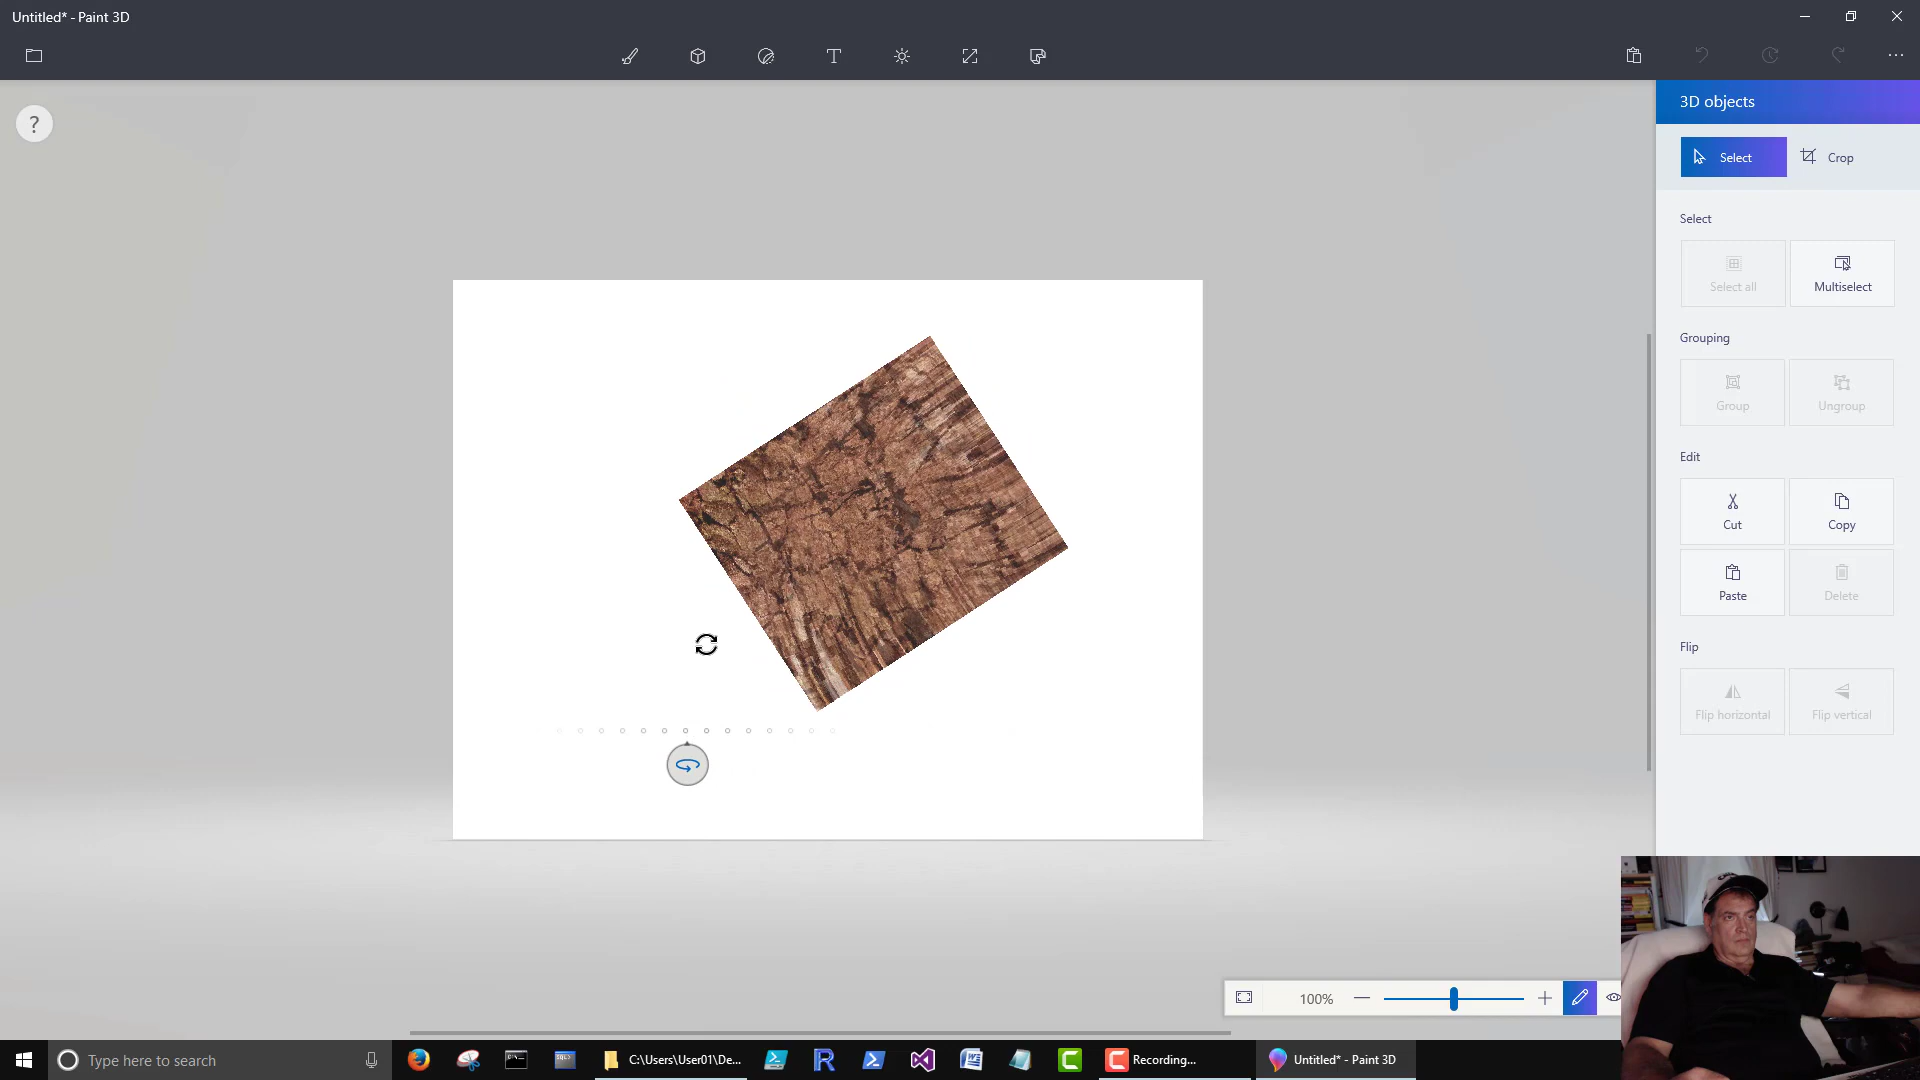 Untitled* - Paint 3D
T
?
3D objects
Select
Crop
Select
Select all
Multiselect
Grouping
Group
Ungroup
Edit
Cut
Copy
Paste
Delete
Flip
Flip horizontal
Flip vertical
100%
Type here to search
C:\Users\User01\De...
R
Recording...
Untitled* - Paint 3D